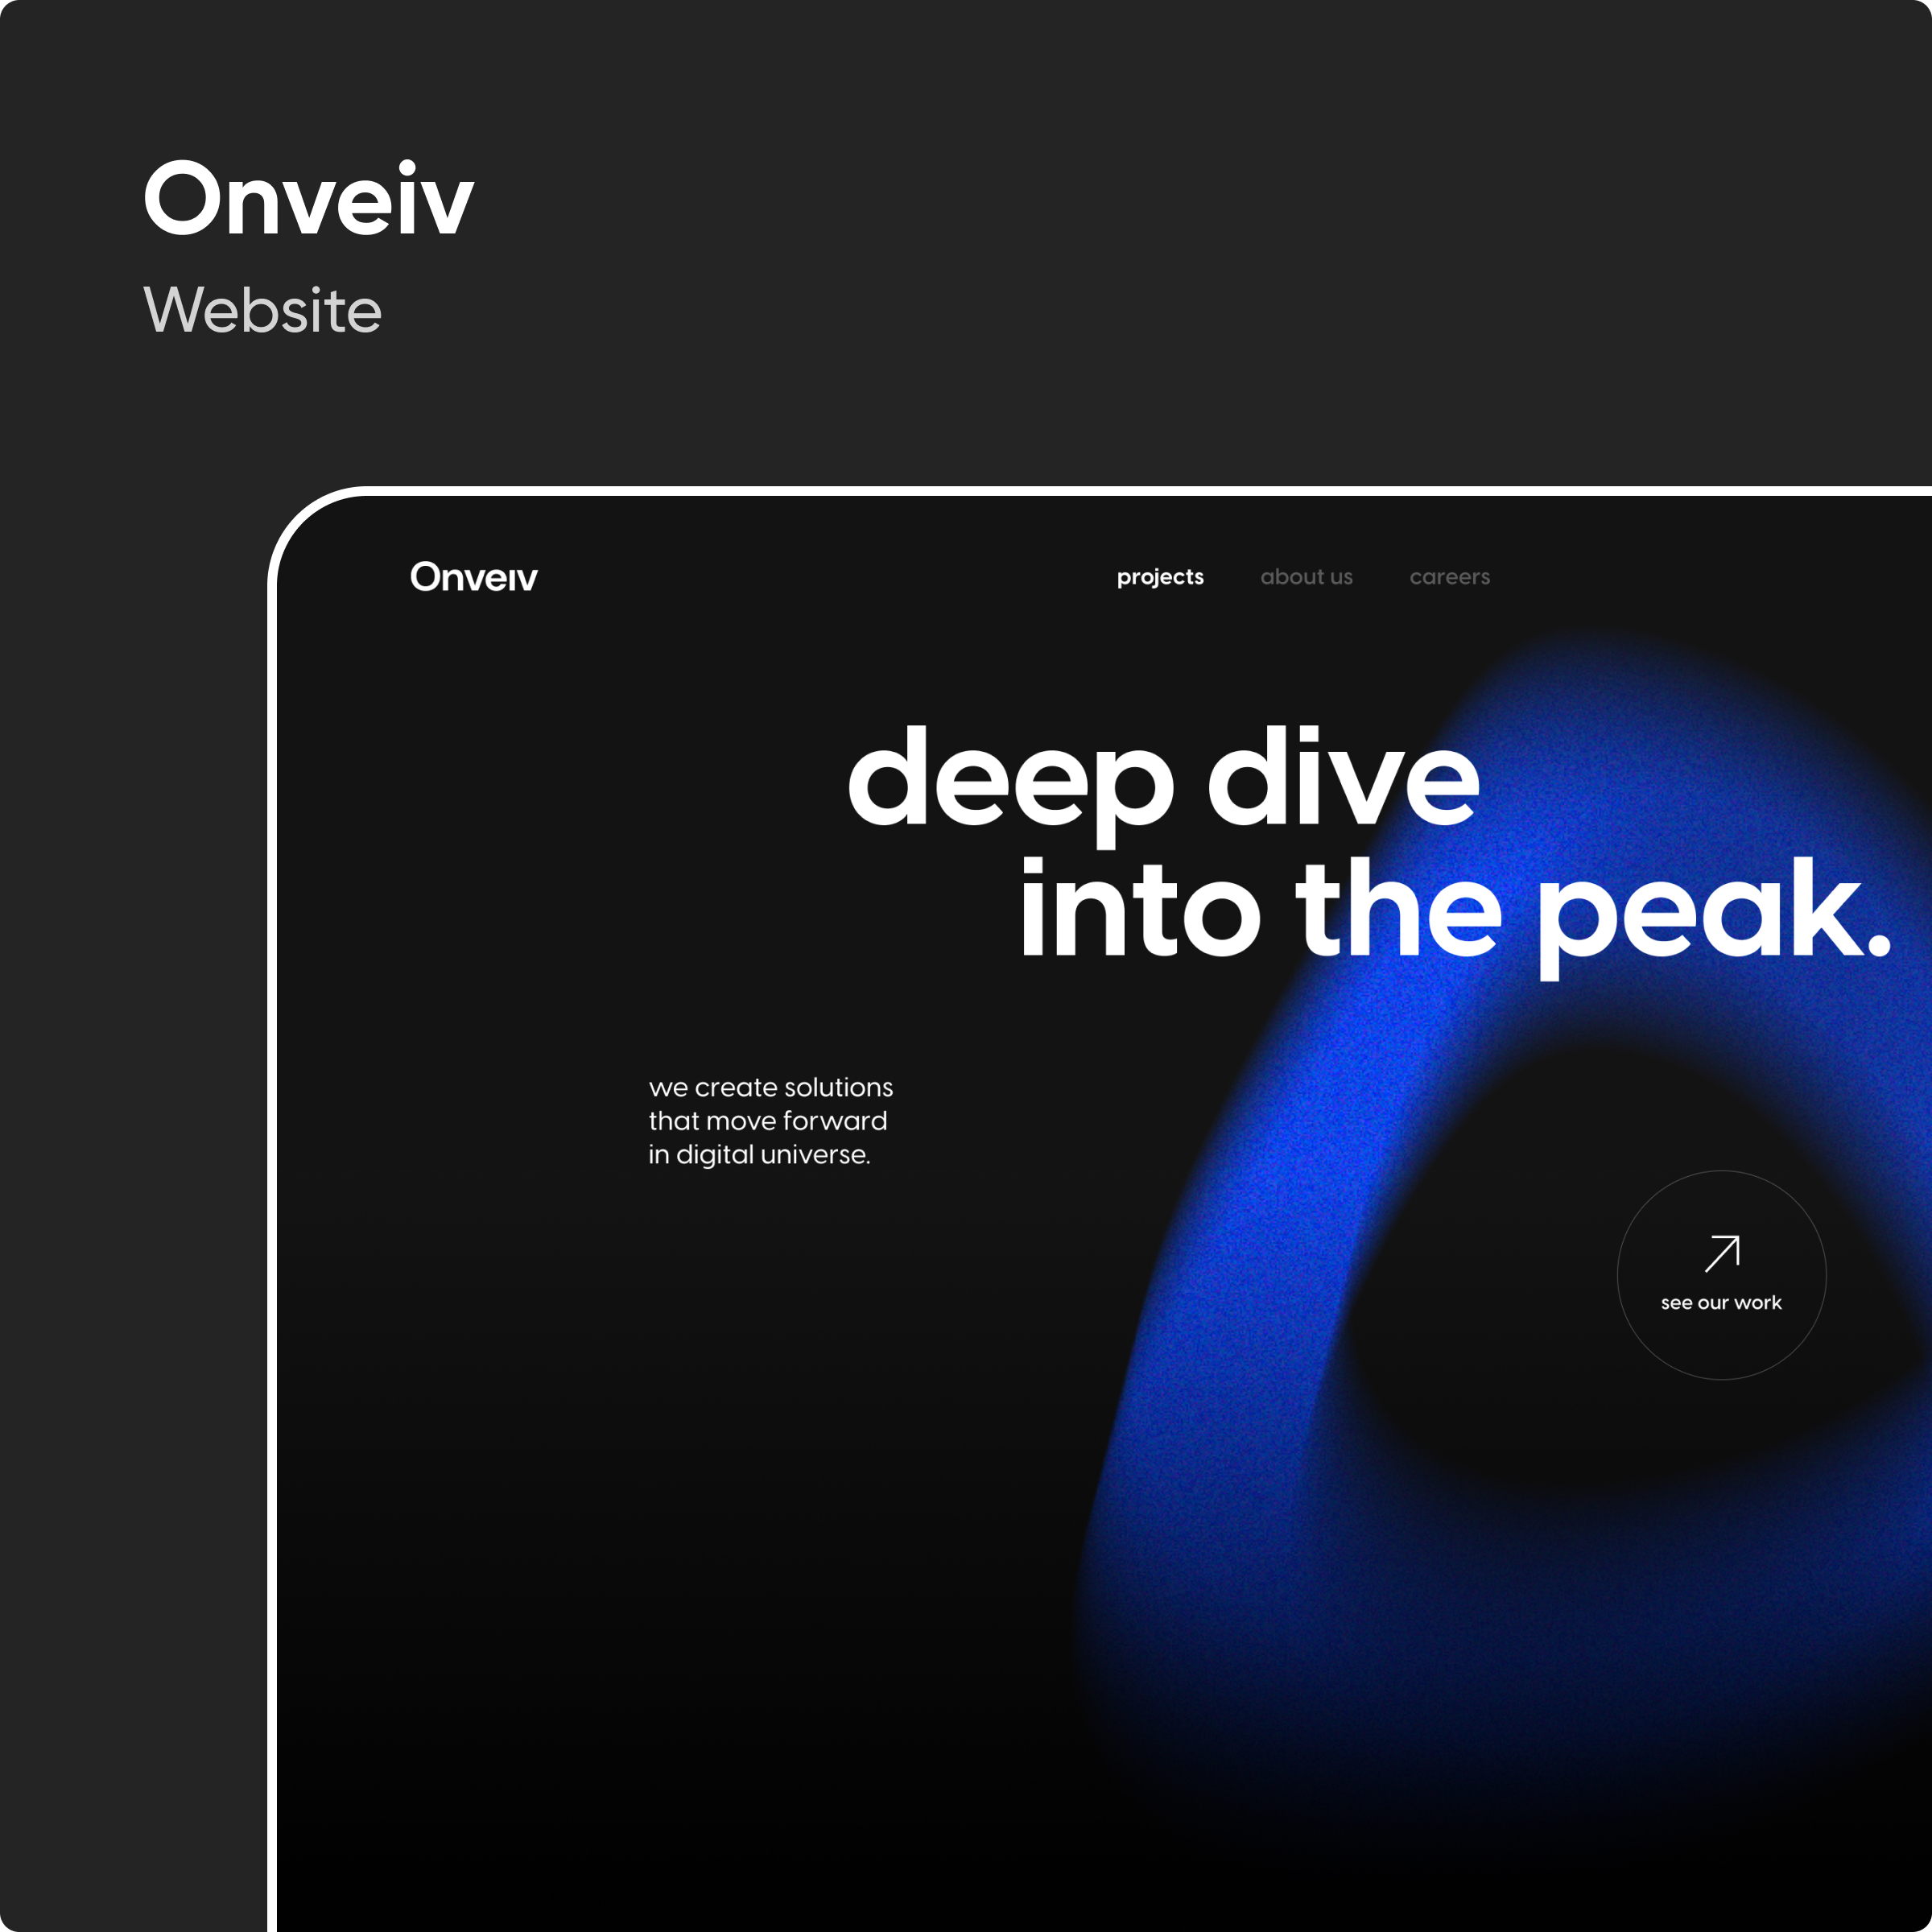 Onveiv
Website
Onveiv
projects about us careers
deep dive
into the peak.
we create solutions
that move forward
in digital universe.
see our work